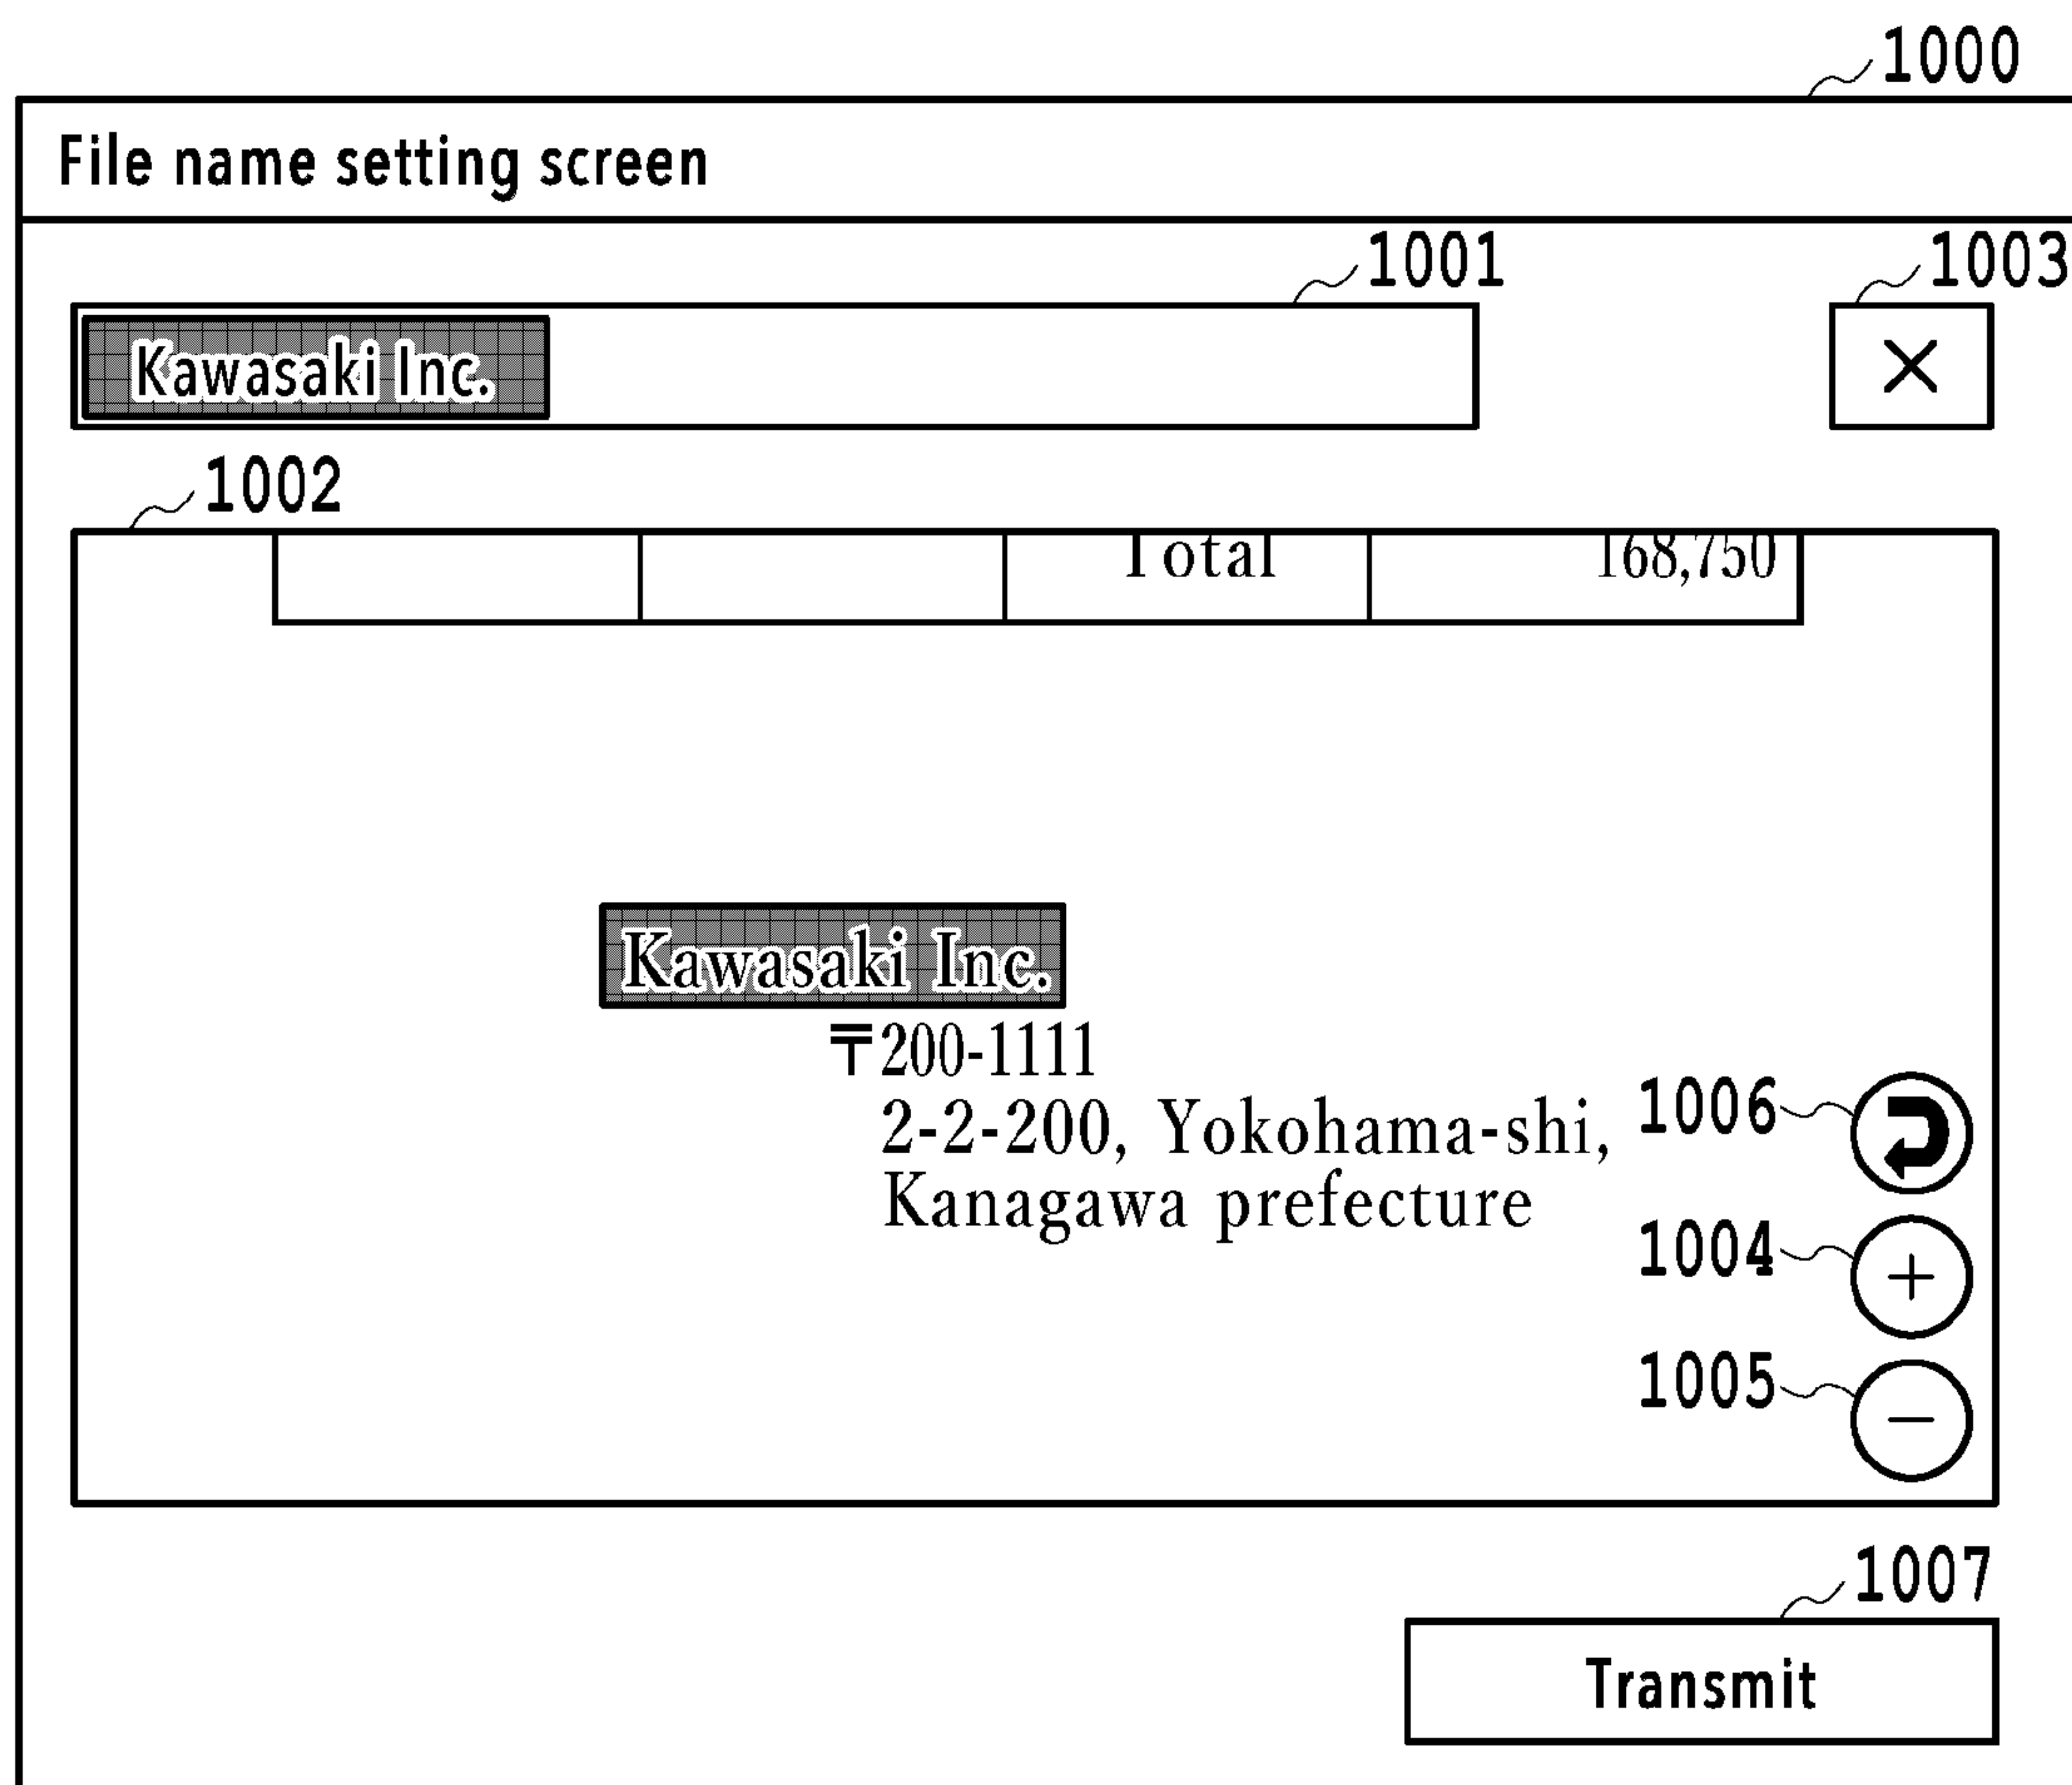 1000
File name setting screen
1001
1003
Kawasaki Inc.
×
1002
Total 168,750
Kawasaki Inc.
〒200-1111
2-2-200, Yokohama-shi,
Kanagawa prefecture
1006
1004
+
1005
−
1007
Transmit